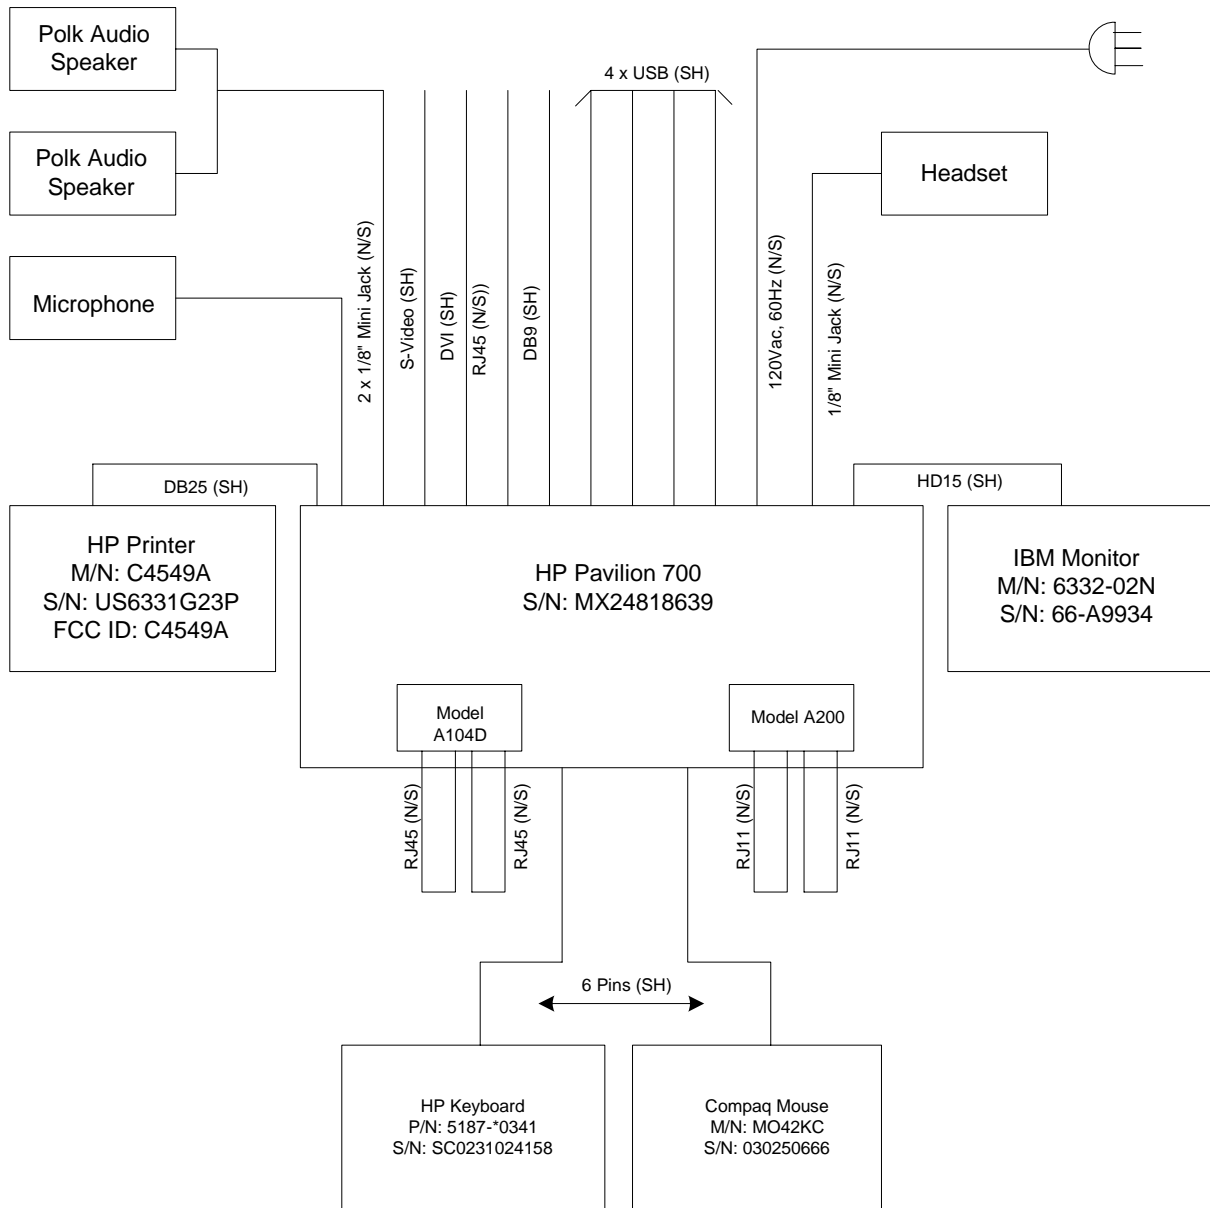 Polk Audio
Speaker
4 x USB (SH)
Polk Audio
Speaker
Headset
Microphone
2 x 1/8" Mini Jack (N/S)
S-Video (SH)
DVI (SH)
RJ45 (N/S))
DB9 (SH)
120Vac, 60Hz (N/S)
1/8" Mini Jack (N/S)
DB25 (SH)
HD15 (SH)
HP Printer
M/N: C4549A
S/N: US6331G23P
FCC ID: C4549A
HP Pavilion 700
S/N: MX24818639
IBM Monitor
M/N: 6332-02N
S/N: 66-A9934
Model
A104D
Model A200
RJ45 (N/S)
RJ45 (N/S)
RJ11 (N/S)
RJ11 (N/S)
6 Pins (SH)
HP Keyboard
P/N: 5187-*0341
S/N: SC0231024158
Compaq Mouse
M/N: MO42KC
S/N: 030250666